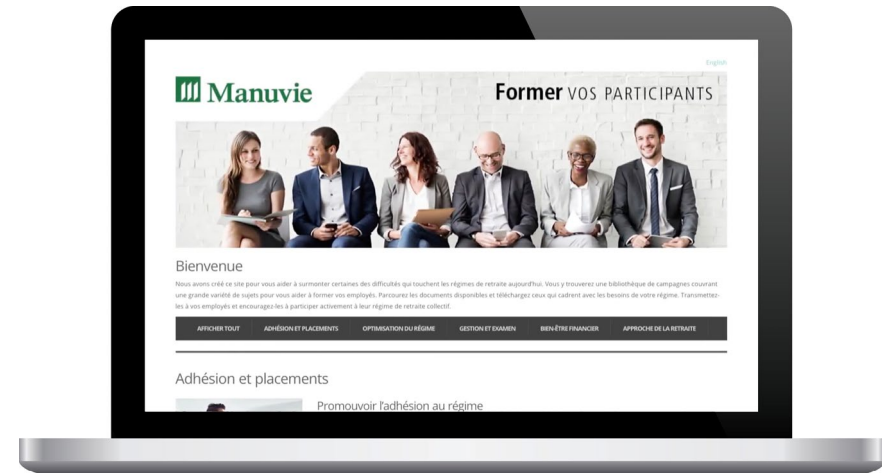 English
Manuvie
Former VOS PARTICIPANTS
Bienvenue
Nous avons créé ce site pour vous aider à surmonter certaines des difficultés qui touchent les régimes de retraite aujourd'hui. Vous y trouverez une bibliothèque de campagnes couvrant
une grande variété de sujets pour vous aider à former vos employés. Parcourez les documents disponibles et téléchargez ceux qui cadrent avec les besoins de votre régime. Transmettez-
les à vos employés et encouragez-les à participer activement à leur régime de retraite collectif.
AFFICHER TOUT ADHÉSION ET PLACEMENTS OPTIMISATION DU RÉGIME GESTION ET EXAMEN BIEN-ÊTRE FINANCIER APPROCHE DE LA RETRAITE
Adhésion et placements
Promouvoir l'adhésion au régime